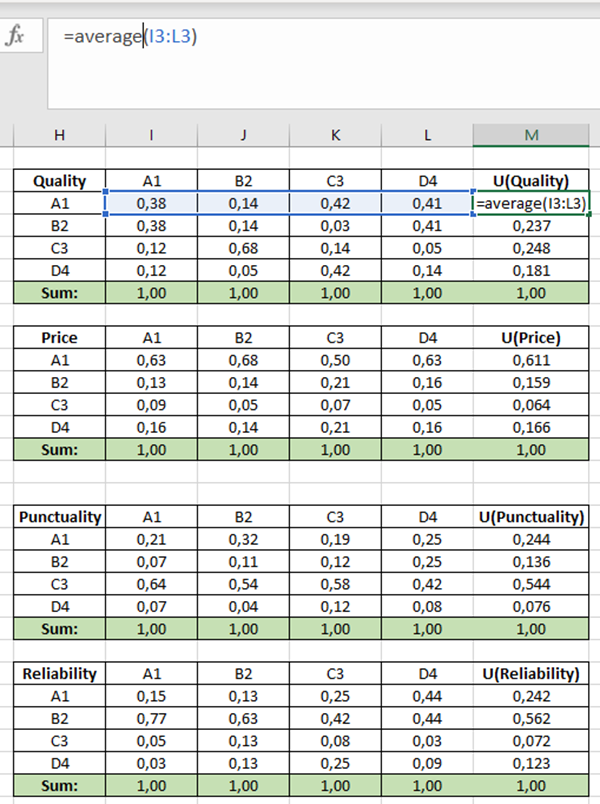 fx =average(I3:L3)
H I J K L M
Quality A1 B2 C3 D4 U(Quality)
A1 0,38 0,14 0,42 0,41 =average(I3:L3)
B2 0,38 0,14 0,03 0,41 0,237
C3 0,12 0,68 0,14 0,05 0,248
D4 0,12 0,05 0,42 0,14 0,181
Sum: 1,00 1,00 1,00 1,00 1,00
Price A1 B2 C3 D4 U(Price)
A1 0,63 0,68 0,50 0,63 0,611
B2 0,13 0,14 0,21 0,16 0,159
C3 0,09 0,05 0,07 0,05 0,064
D4 0,16 0,14 0,21 0,16 0,166
Sum: 1,00 1,00 1,00 1,00 1,00
Punctuality A1 B2 C3 D4 U(Punctuality)
A1 0,21 0,32 0,19 0,25 0,244
B2 0,07 0,11 0,12 0,25 0,136
C3 0,64 0,54 0,58 0,42 0,544
D4 0,07 0,04 0,12 0,08 0,076
Sum: 1,00 1,00 1,00 1,00 1,00
Reliability A1 B2 C3 D4 U(Reliability)
A1 0,15 0,13 0,25 0,44 0,242
B2 0,77 0,63 0,42 0,44 0,562
C3 0,05 0,13 0,08 0,03 0,072
D4 0,03 0,13 0,25 0,09 0,123
Sum: 1,00 1,00 1,00 1,00 1,00